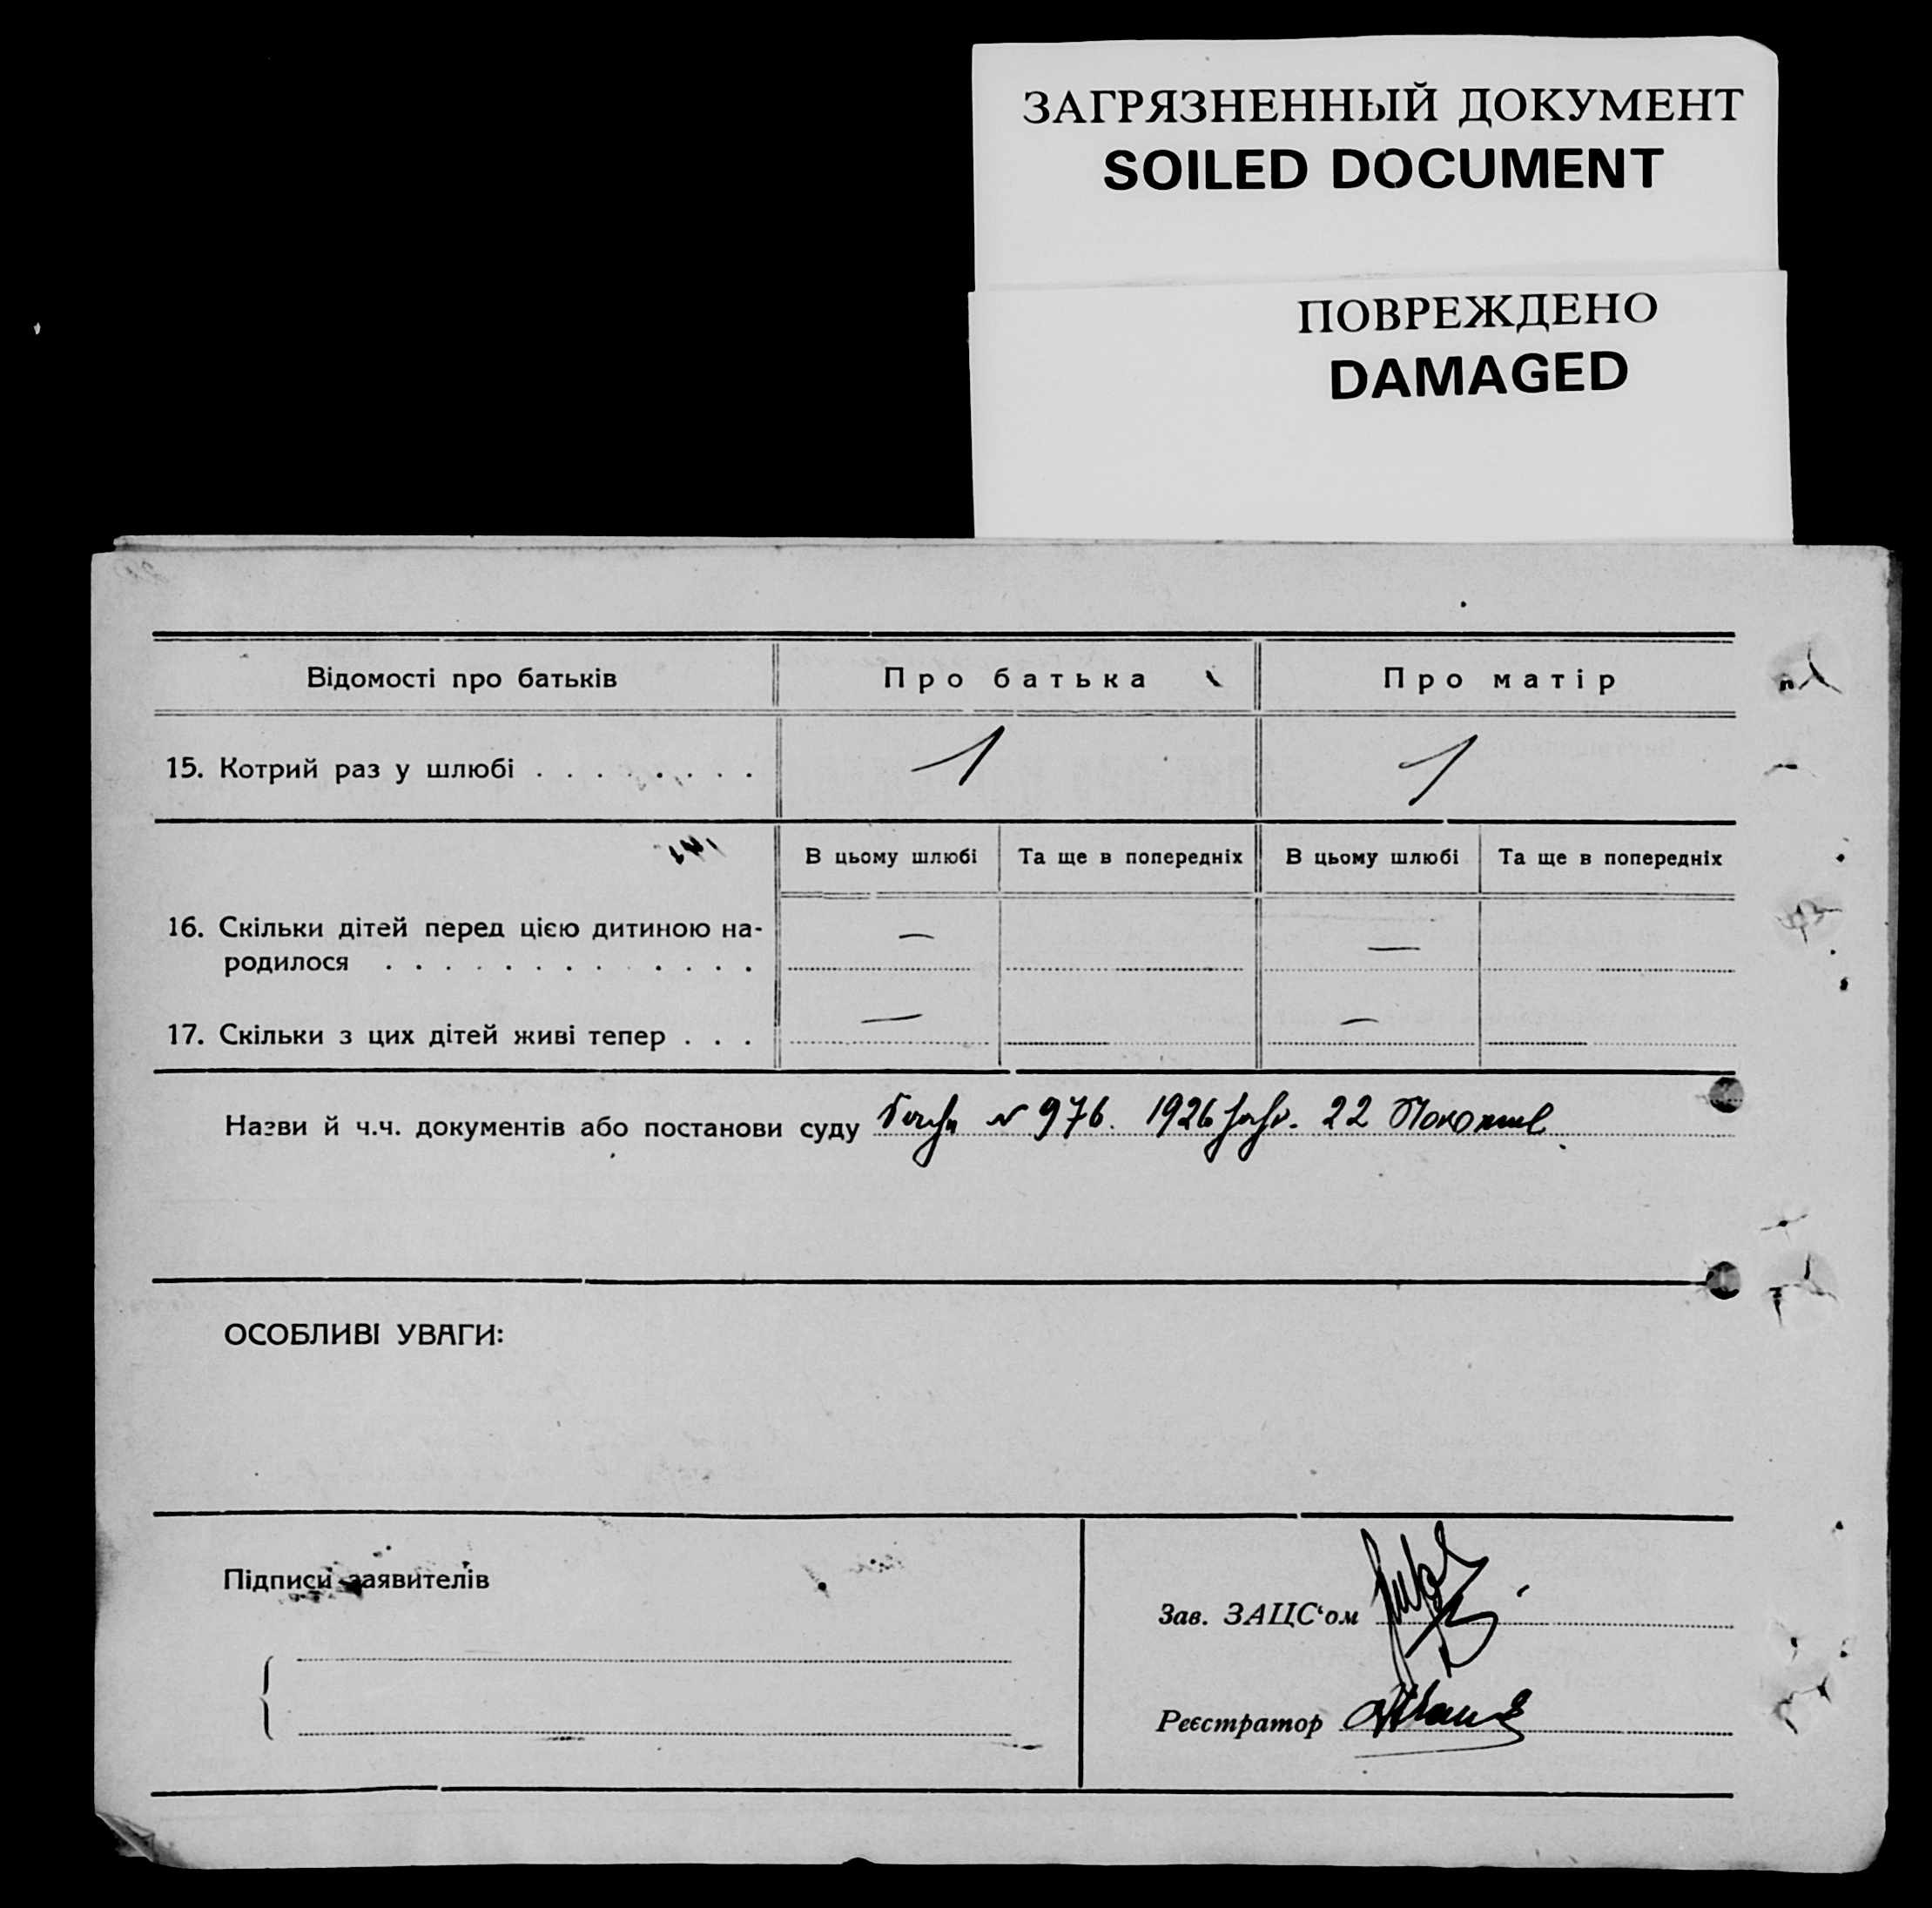 ЗАГРЯЗНЕННЫЙ ДОКУМЕНТ
SOILED DOCUMENT
ПОВРЕЖДЕНО
DAMAGED
Відомості про батьків Про батька Про матір
15. Котрий раз у шлюбі . . . . . . . . 1 1
В цьому шлюбі Та ще в попередніх В цьому шлюбі Та ще в попередніх
16. Скільки дітей перед цією дитиною на-
родилося . . . . . . . . . . . . . — —
17. Скільки з цих дітей живі тепер . . . — —
Назви й ч.ч. документів або постанови суду № 976. 1926 22
ОСОБЛИВІ УВАГИ:
Підписи заявителів
Зав. ЗАЦС‘ом
Реєстратор